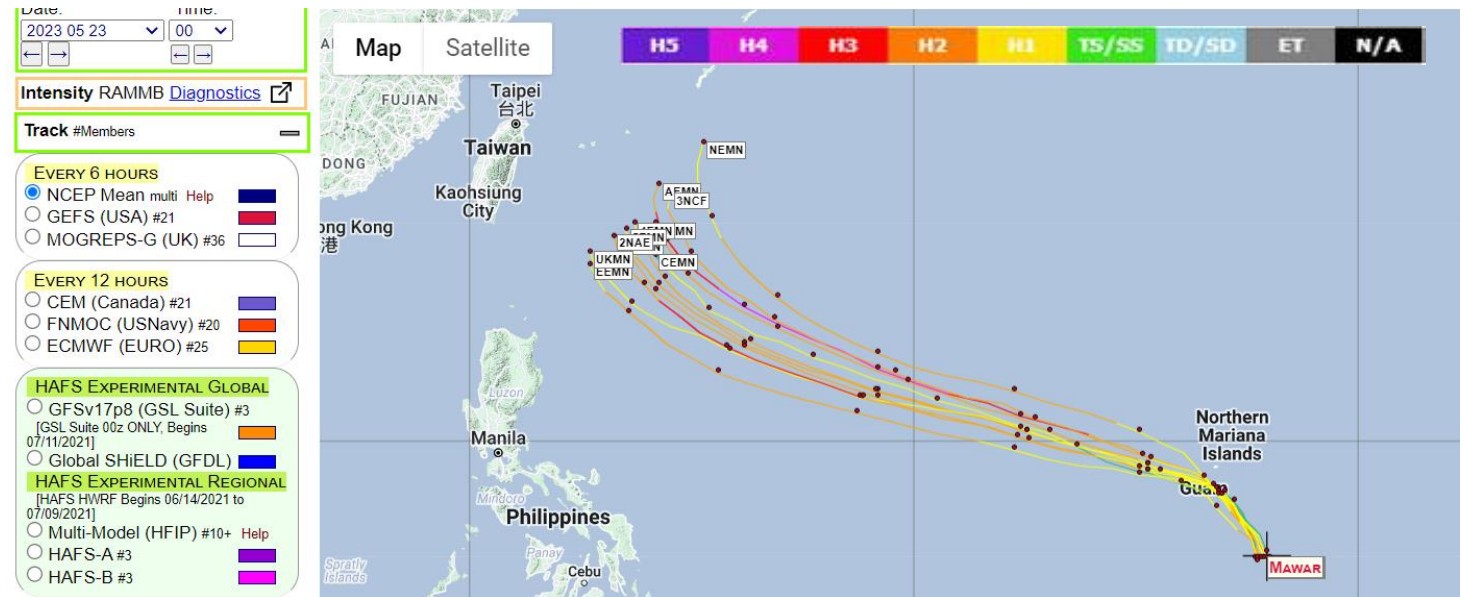 Date: Time:
2023 05 23 00
← → ← →
Intensity RAMMB Diagnostics
Track #Members
EVERY 6 HOURS
NCEP Mean multi Help
GEFS (USA) #21
MOGREPS-G (UK) #36
EVERY 12 HOURS
CEM (Canada) #21
FNMOC (USNavy) #20
ECMWF (EURO) #25
HAFS EXPERIMENTAL GLOBAL
GFSv17p8 (GSL Suite) #3
[GSL Suite 00z ONLY, Begins
07/11/2021]
Global SHiELD (GFDL)
HAFS EXPERIMENTAL REGIONAL
[HAFS HWRF Begins 06/14/2021 to
07/09/2021]
Multi-Model (HFIP) #10+ Help
HAFS-A #3
HAFS-B #3
Map Satellite
H5 H4 H3 H2 H1 TS/SS TD/SD ET N/A
FUJIAN
Taipei
台北
Taiwan
DONG
Kaohsiung
City
ong Kong
港
NEMN
AEMN
3NCF
MN
2NAE
CEMN
UKMN
EEMN
Luzon
Manila
Mindoro
Philippines
Panay
Spratly
Islands
Cebu
Northern
Mariana
Islands
Guam
MAWAR